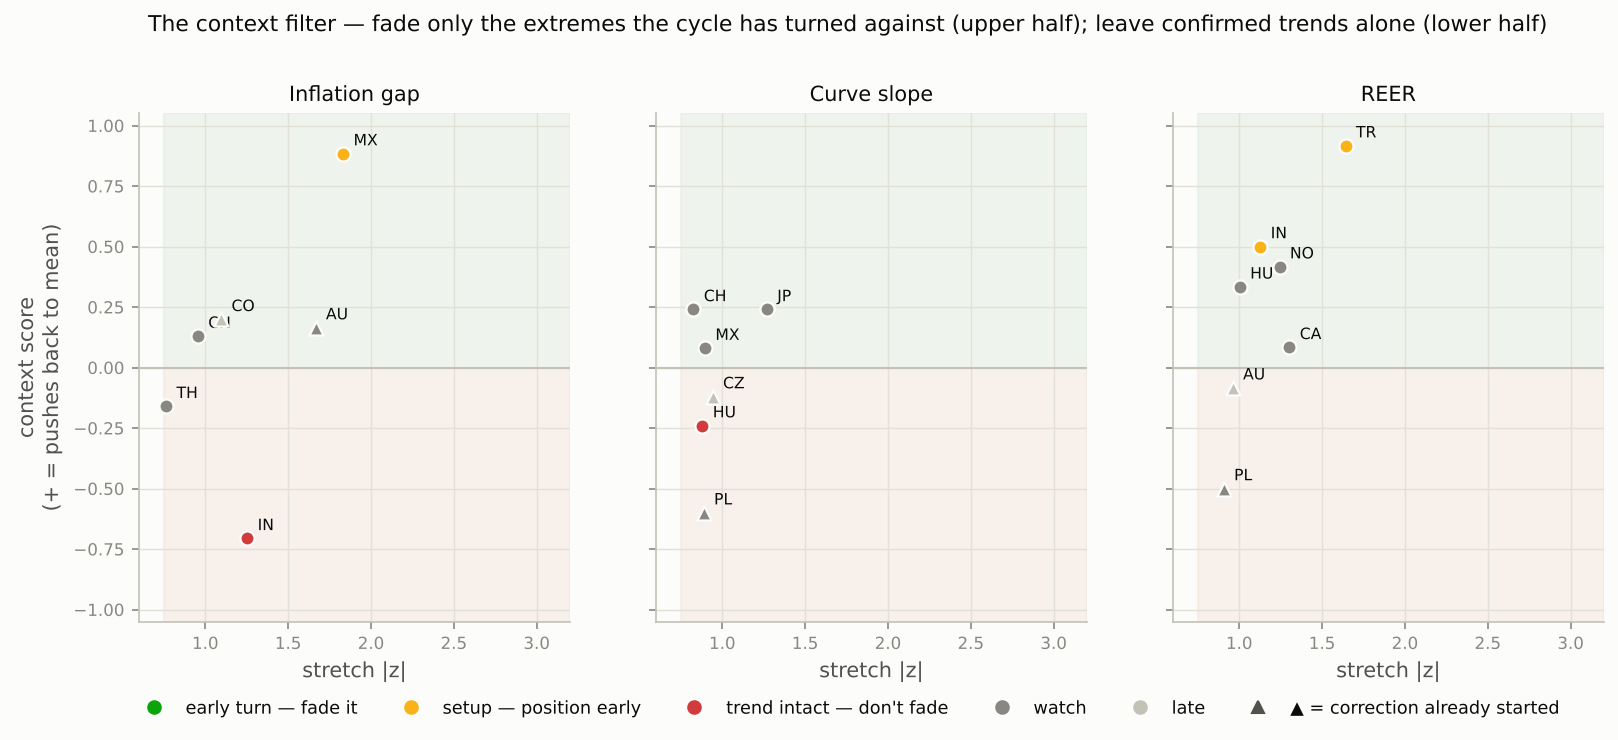 The context filter — fade only the extremes the cycle has turned against (upper half); leave confirmed trends alone (lower half)
Inflation gap
Curve slope
REER
context score
(+ = pushes back to mean)
1.00
0.75
0.50
0.25
0.00
−0.25
−0.50
−0.75
−1.00
MX
CO
AU
TH
IN
1.0 1.5 2.0 2.5 3.0
stretch |z|
CH
JP
MX
CZ
HU
PL
1.0 1.5 2.0 2.5 3.0
stretch |z|
TR
IN
NO
HU
CA
AU
PL
1.0 1.5 2.0 2.5 3.0
stretch |z|
early turn — fade it
setup — position early
trend intact — don't fade
watch
late
▲ = correction already started